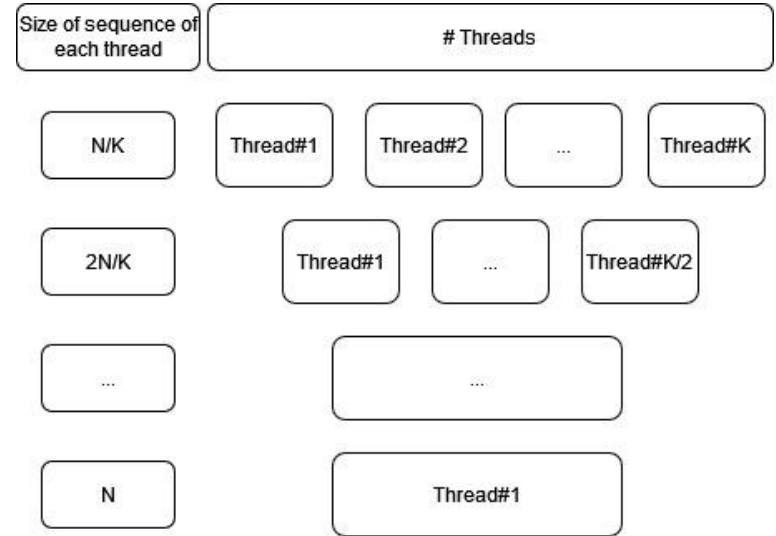 Size of sequence of
each thread
# Threads
N/K
Thread#1
Thread#2
...
Thread#K
2N/K
Thread#1
...
Thread#K/2
...
...
N
Thread#1